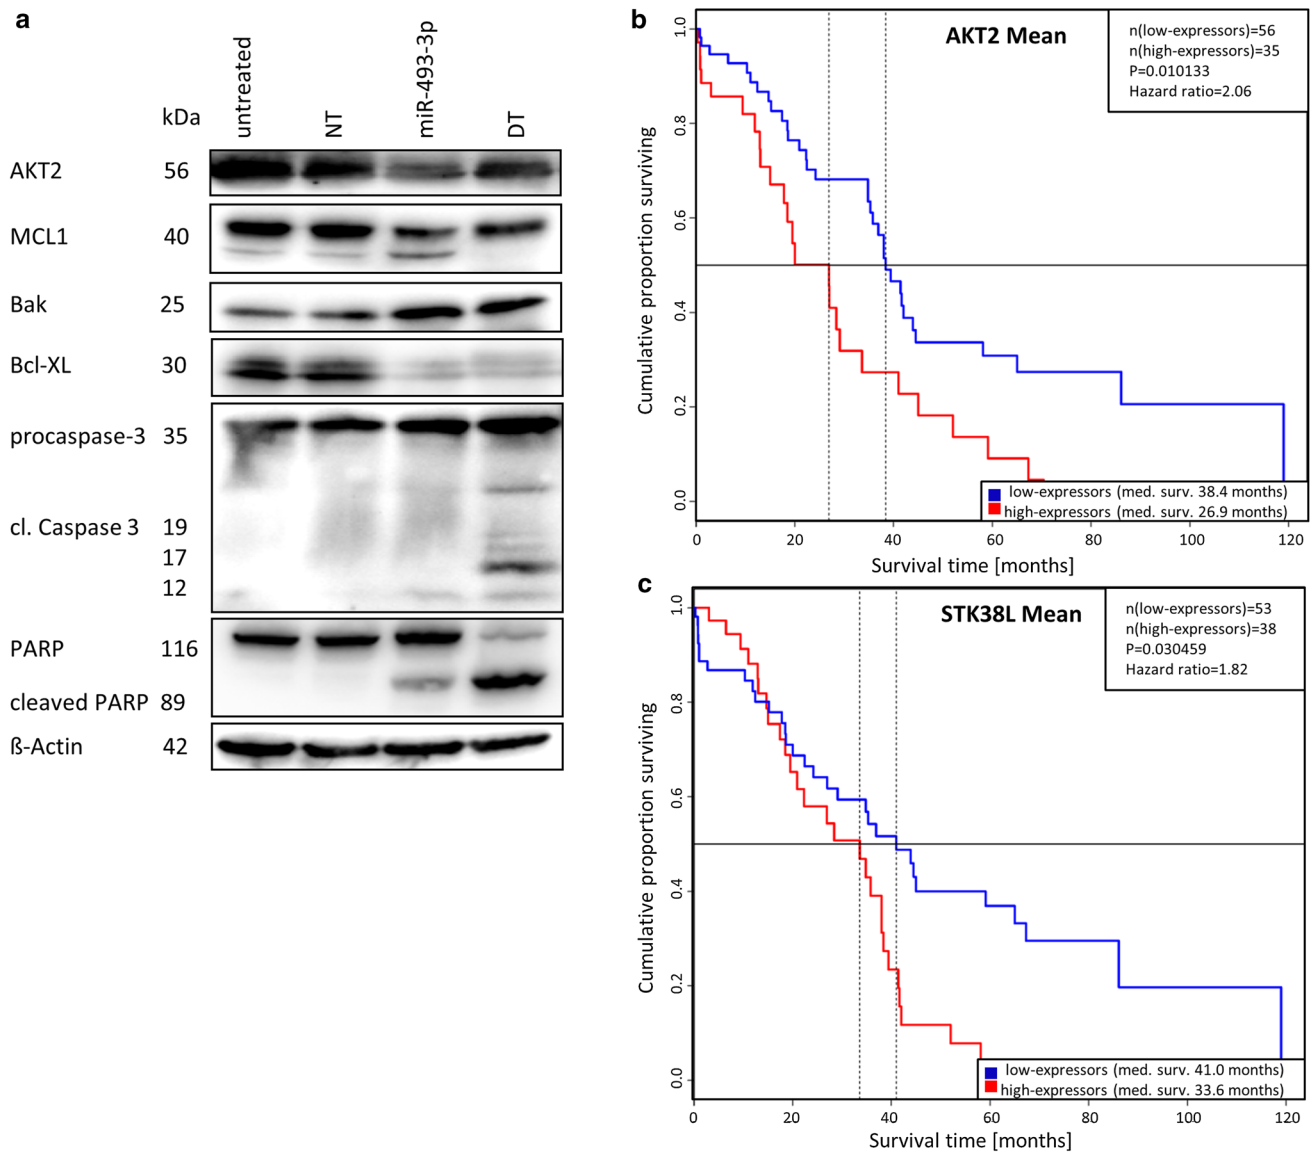 a
kDa
untreated
NT
miR-493-3p
DT
AKT2 56
MCL1 40
Bak 25
Bcl-XL 30
procaspase-3 35
cl. Caspase 3 19
17
12
PARP 116
cleaved PARP 89
ß-Actin 42
b
AKT2 Mean
n(low-expressors)=56
n(high-expressors)=35
P=0.010133
Hazard ratio=2.06
Cumulative proportion surviving
1.0
0.8
0.6
0.4
0.2
0.0
low-expressors (med. surv. 38.4 months)
high-expressors (med. surv. 26.9 months)
0 20 40 60 80 100 120
Survival time [months]
c
STK38L Mean
n(low-expressors)=53
n(high-expressors)=38
P=0.030459
Hazard ratio=1.82
Cumulative proportion surviving
1.0
0.8
0.6
0.4
0.2
0.0
low-expressors (med. surv. 41.0 months)
high-expressors (med. surv. 33.6 months)
0 20 40 60 80 100 120
Survival time [months]